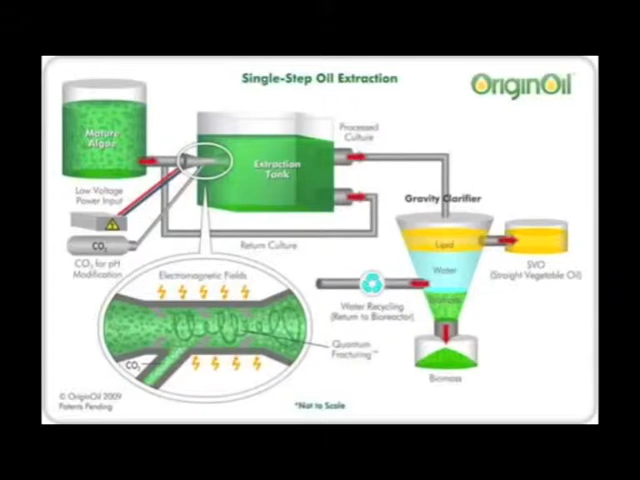 Single-Step Oil Extraction
OriginOil
Mature
Algae
Processed
Culture
Extraction
Tank
Low Voltage
Power Input
Gravity Clarifier
CO₂
Return Culture
Lipid
SVO
(Straight Vegetable Oil)
CO₂ for pH
Modification
Water
Electromagnetic Fields
Biomass
Water Recycling
(Return to Bioreactor)
Quantum
Fracturing™
CO₂
Biomass
© OriginOil 2009
Patents Pending
*Not to Scale